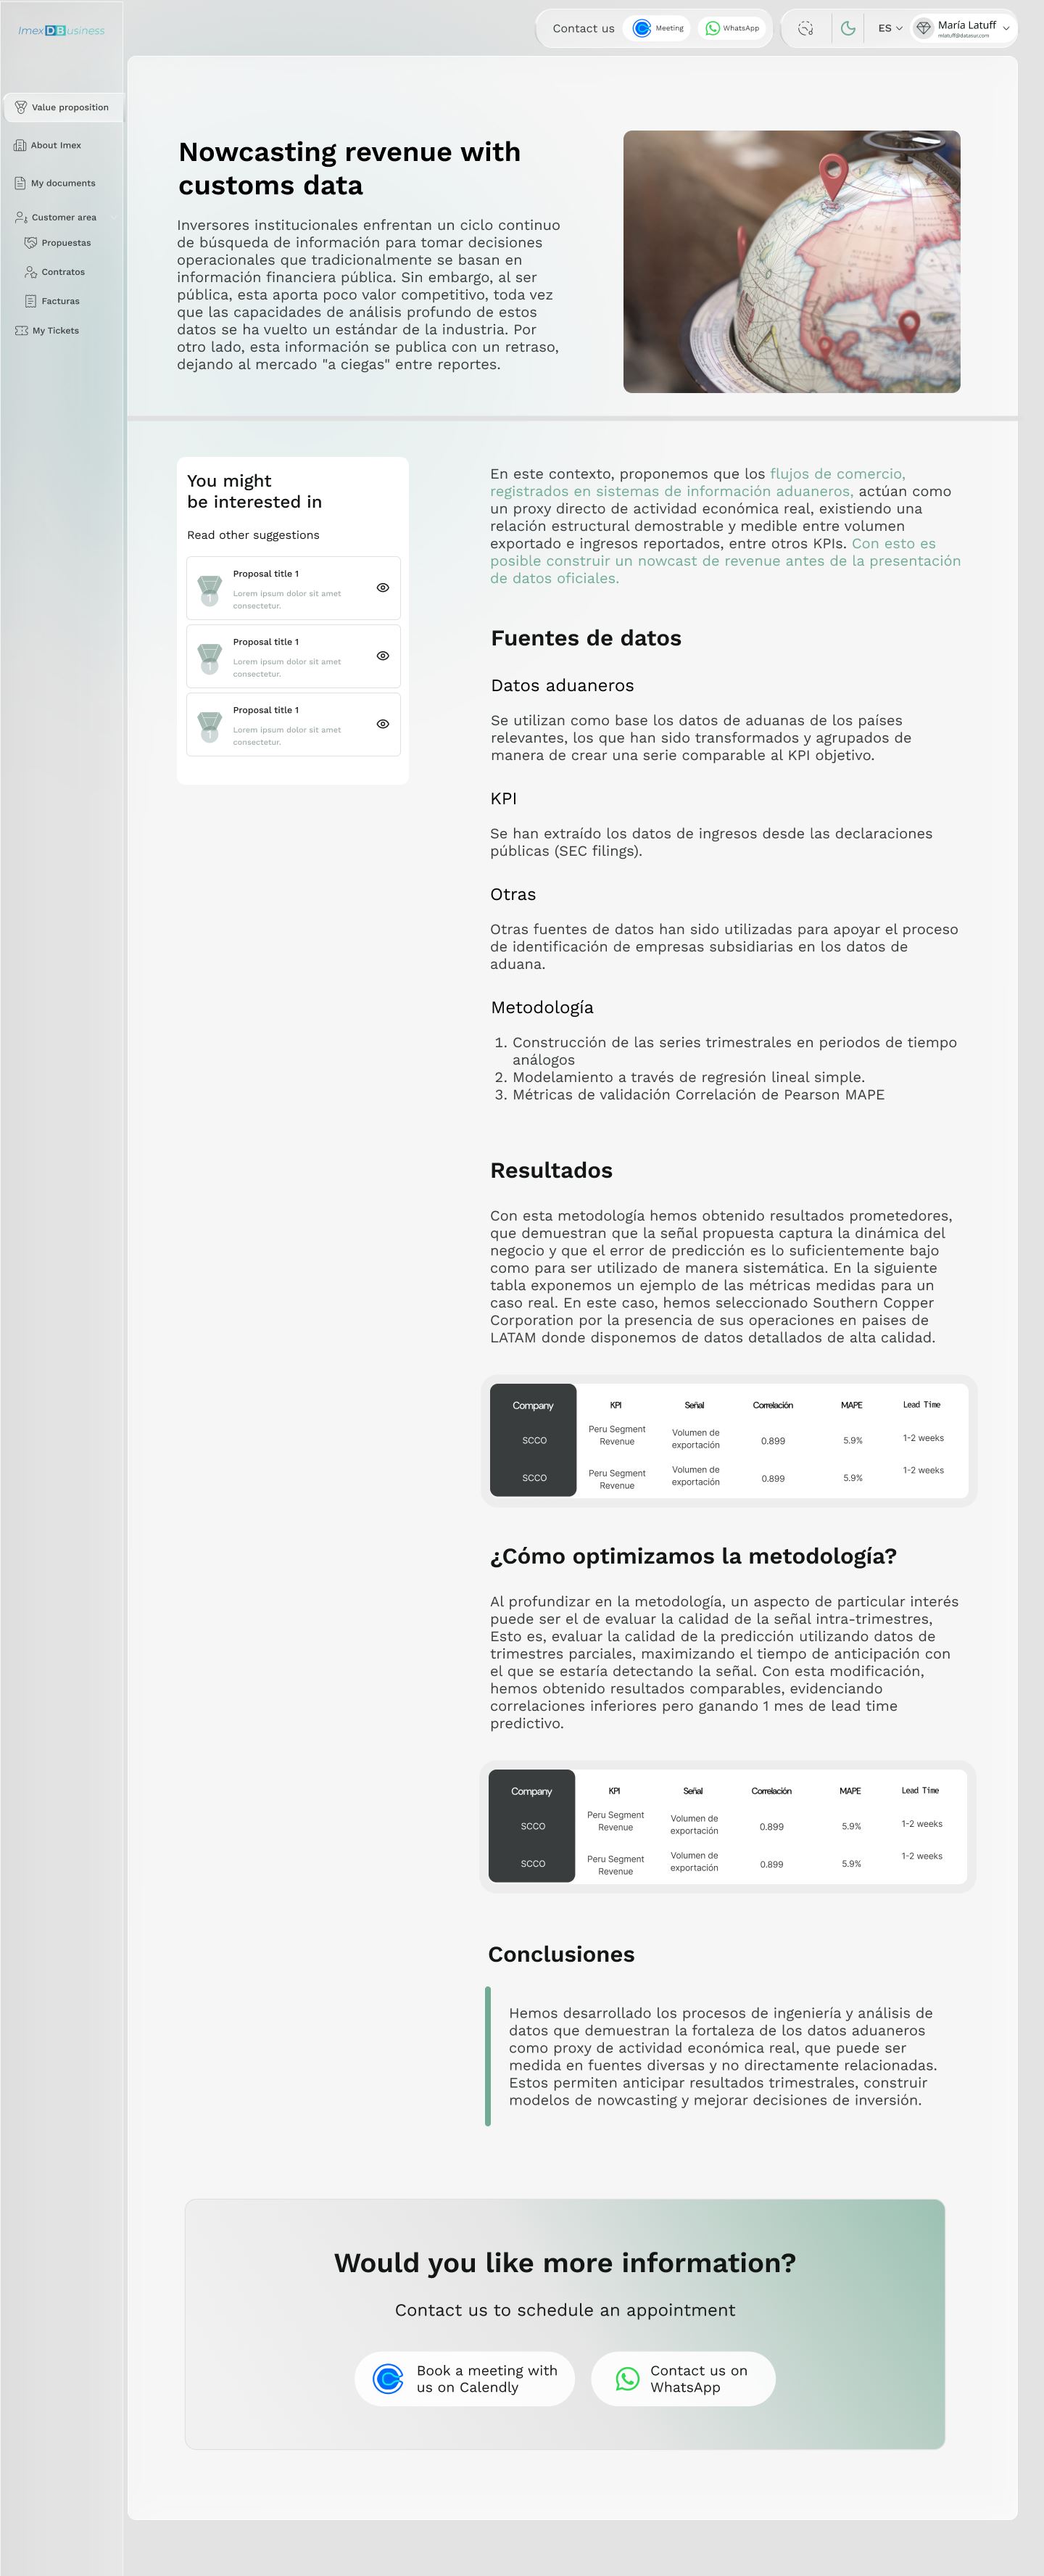 ImexDBusiness
Contact us
Meeting
WhatsApp
ES
María Latuff
Value proposition
About Imex
My documents
Customer area
Propuestas
Contratos
Facturas
My Tickets
Nowcasting revenue with
customs data
Inversores institucionales enfrentan un ciclo continuo
de búsqueda de información para tomar decisiones
operacionales que tradicionalmente se basan en
información financiera pública. Sin embargo, al ser
pública, esta aporta poco valor competitivo, toda vez
que las capacidades de análisis profundo de estos
datos se ha vuelto un estándar de la industria. Por
otro lado, esta información se publica con un retraso,
dejando al mercado "a ciegas" entre reportes.
You might
be interested in
Read other suggestions
Proposal title 1
Lorem ipsum dolor sit amet
consectetur.
Proposal title 1
Lorem ipsum dolor sit amet
consectetur.
Proposal title 1
Lorem ipsum dolor sit amet
consectetur.
En este contexto, proponemos que los flujos de comercio,
registrados en sistemas de información aduaneros, actúan como
un proxy directo de actividad económica real, existiendo una
relación estructural demostrable y medible entre volumen
exportado e ingresos reportados, entre otros KPIs. Con esto es
posible construir un nowcast de revenue antes de la presentación
de datos oficiales.
Fuentes de datos
Datos aduaneros
Se utilizan como base los datos de aduanas de los países
relevantes, los que han sido transformados y agrupados de
manera de crear una serie comparable al KPI objetivo.
KPI
Se han extraído los datos de ingresos desde las declaraciones
públicas (SEC filings).
Otras
Otras fuentes de datos han sido utilizadas para apoyar el proceso
de identificación de empresas subsidiarias en los datos de
aduana.
Metodología
1. Construcción de las series trimestrales en periodos de tiempo
análogos
2. Modelamiento a través de regresión lineal simple.
3. Métricas de validación Correlación de Pearson MAPE
Resultados
Con esta metodología hemos obtenido resultados prometedores,
que demuestran que la señal propuesta captura la dinámica del
negocio y que el error de predicción es lo suficientemente bajo
como para ser utilizado de manera sistemática. En la siguiente
tabla exponemos un ejemplo de las métricas medidas para un
caso real. En este caso, hemos seleccionado Southern Copper
Corporation por la presencia de sus operaciones en paises de
LATAM donde disponemos de datos detallados de alta calidad.
Company KPI Señal Correlación MAPE Lead Time
SCCO Peru Segment Revenue Volumen de exportación 0.899 5.9% 1-2 weeks
SCCO Peru Segment Revenue Volumen de exportación 0.899 5.9% 1-2 weeks
¿Cómo optimizamos la metodología?
Al profundizar en la metodología, un aspecto de particular interés
puede ser el de evaluar la calidad de la señal intra-trimestres,
Esto es, evaluar la calidad de la predicción utilizando datos de
trimestres parciales, maximizando el tiempo de anticipación con
el que se estaría detectando la señal. Con esta modificación,
hemos obtenido resultados comparables, evidenciando
correlaciones inferiores pero ganando 1 mes de lead time
predictivo.
Company KPI Señal Correlación MAPE Lead Time
SCCO Peru Segment Revenue Volumen de exportación 0.899 5.9% 1-2 weeks
SCCO Peru Segment Revenue Volumen de exportación 0.899 5.9% 1-2 weeks
Conclusiones
Hemos desarrollado los procesos de ingeniería y análisis de
datos que demuestran la fortaleza de los datos aduaneros
como proxy de actividad económica real, que puede ser
medida en fuentes diversas y no directamente relacionadas.
Estos permiten anticipar resultados trimestrales, construir
modelos de nowcasting y mejorar decisiones de inversión.
Would you like more information?
Contact us to schedule an appointment
Book a meeting with
us on Calendly
Contact us on
WhatsApp